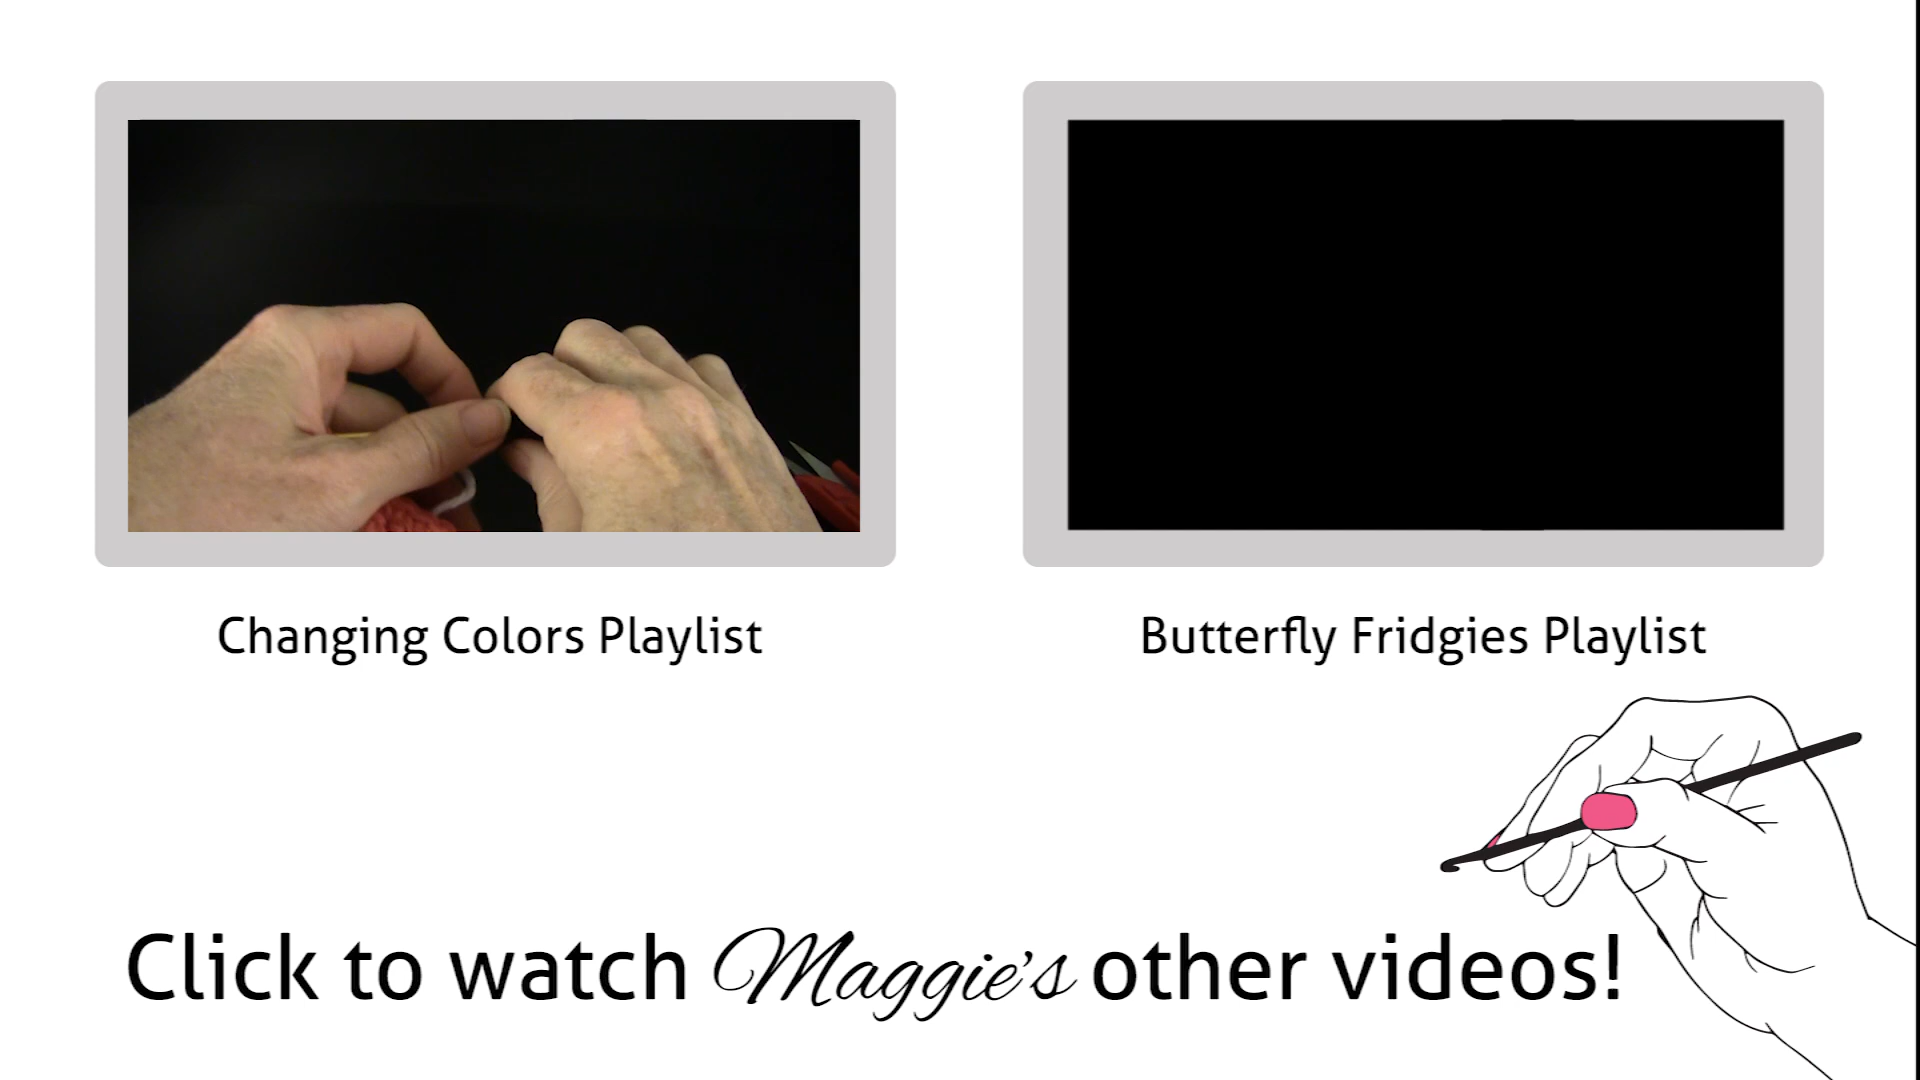 Changing Colors Playlist
Butterfly Fridgies Playlist
Click to watch Maggie's other videos!